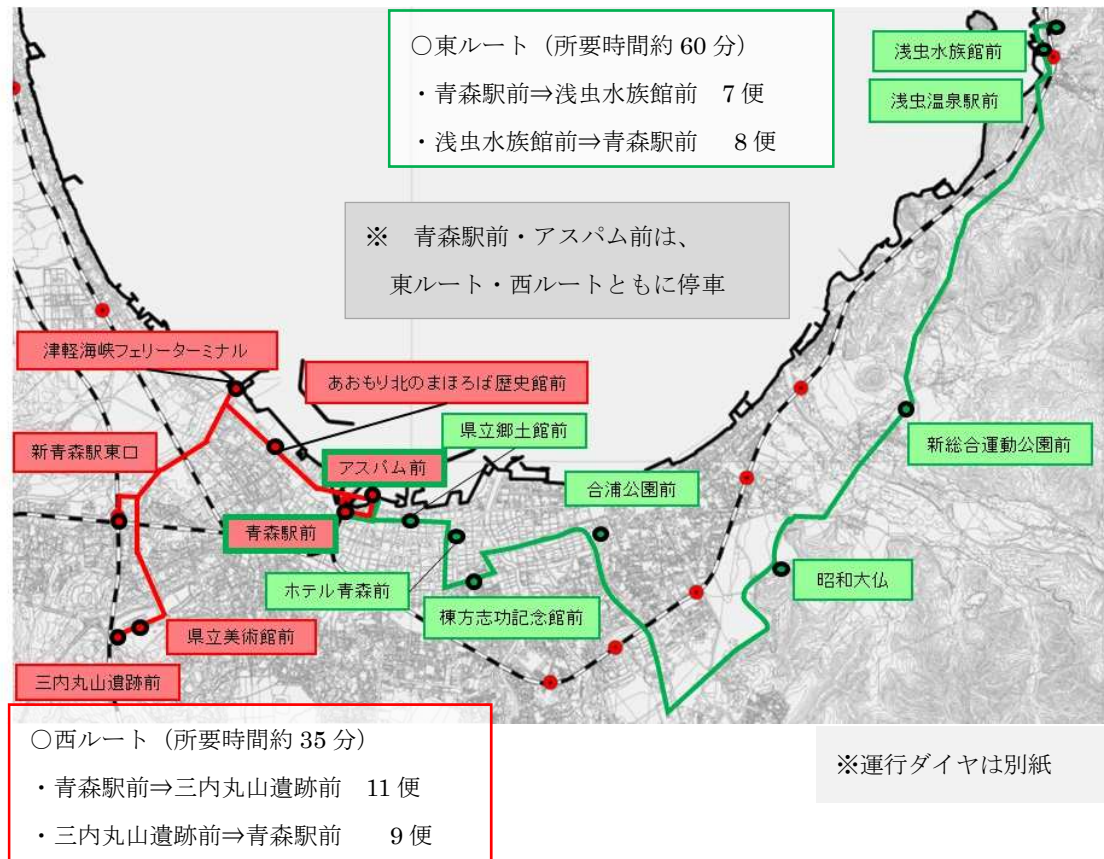 ○東ルート（所要時間約 60 分）
・青森駅前⇒浅虫水族館前　7 便
・浅虫水族館前⇒青森駅前　8 便
浅虫水族館前
浅虫温泉駅前
※　青森駅前・アスパム前は、
東ルート・西ルートともに停車
津軽海峡フェリーターミナル
あおもり北のまほろば歴史館前
県立郷土館前
新青森駅東口
アスパム前
合浦公園前
新総合運動公園前
青森駅前
ホテル青森前
棟方志功記念館前
昭和大仏
県立美術館前
三内丸山遺跡前
○西ルート（所要時間約 35 分）
・青森駅前⇒三内丸山遺跡前　11 便
・三内丸山遺跡前⇒青森駅前　9 便
※運行ダイヤは別紙